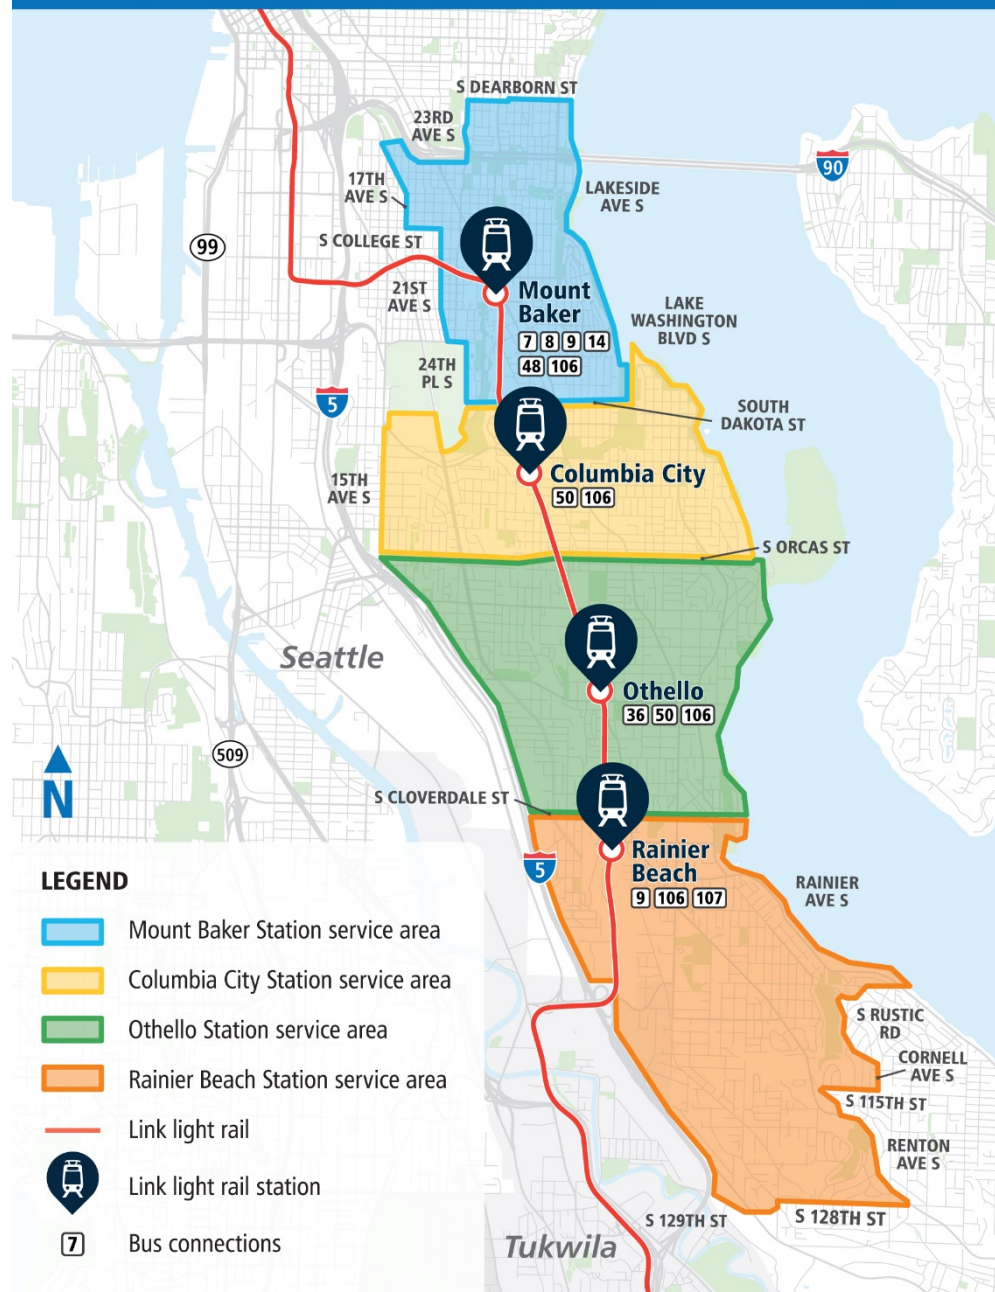 S DEARBORN ST
23RD
AVE S
90
17TH
AVE S
LAKESIDE
AVE S
99
S COLLEGE ST
21ST
AVE S
Mount
Baker
7 8 9 14
48 106
LAKE
WASHINGTON
BLVD S
24TH
PL S
5
SOUTH
DAKOTA ST
15TH
AVE S
Columbia City
50 106
S ORCAS ST
Seattle
Othello
36 50 106
509
N
S CLOVERDALE ST
5
Rainier
Beach
9 106 107
RAINIER
AVE S
S RUSTIC
RD
CORNELL
AVE S
S 115TH ST
RENTON
AVE S
S 129TH ST
S 128TH ST
Tukwila
LEGEND
Mount Baker Station service area
Columbia City Station service area
Othello Station service area
Rainier Beach Station service area
Link light rail
Link light rail station
7 Bus connections